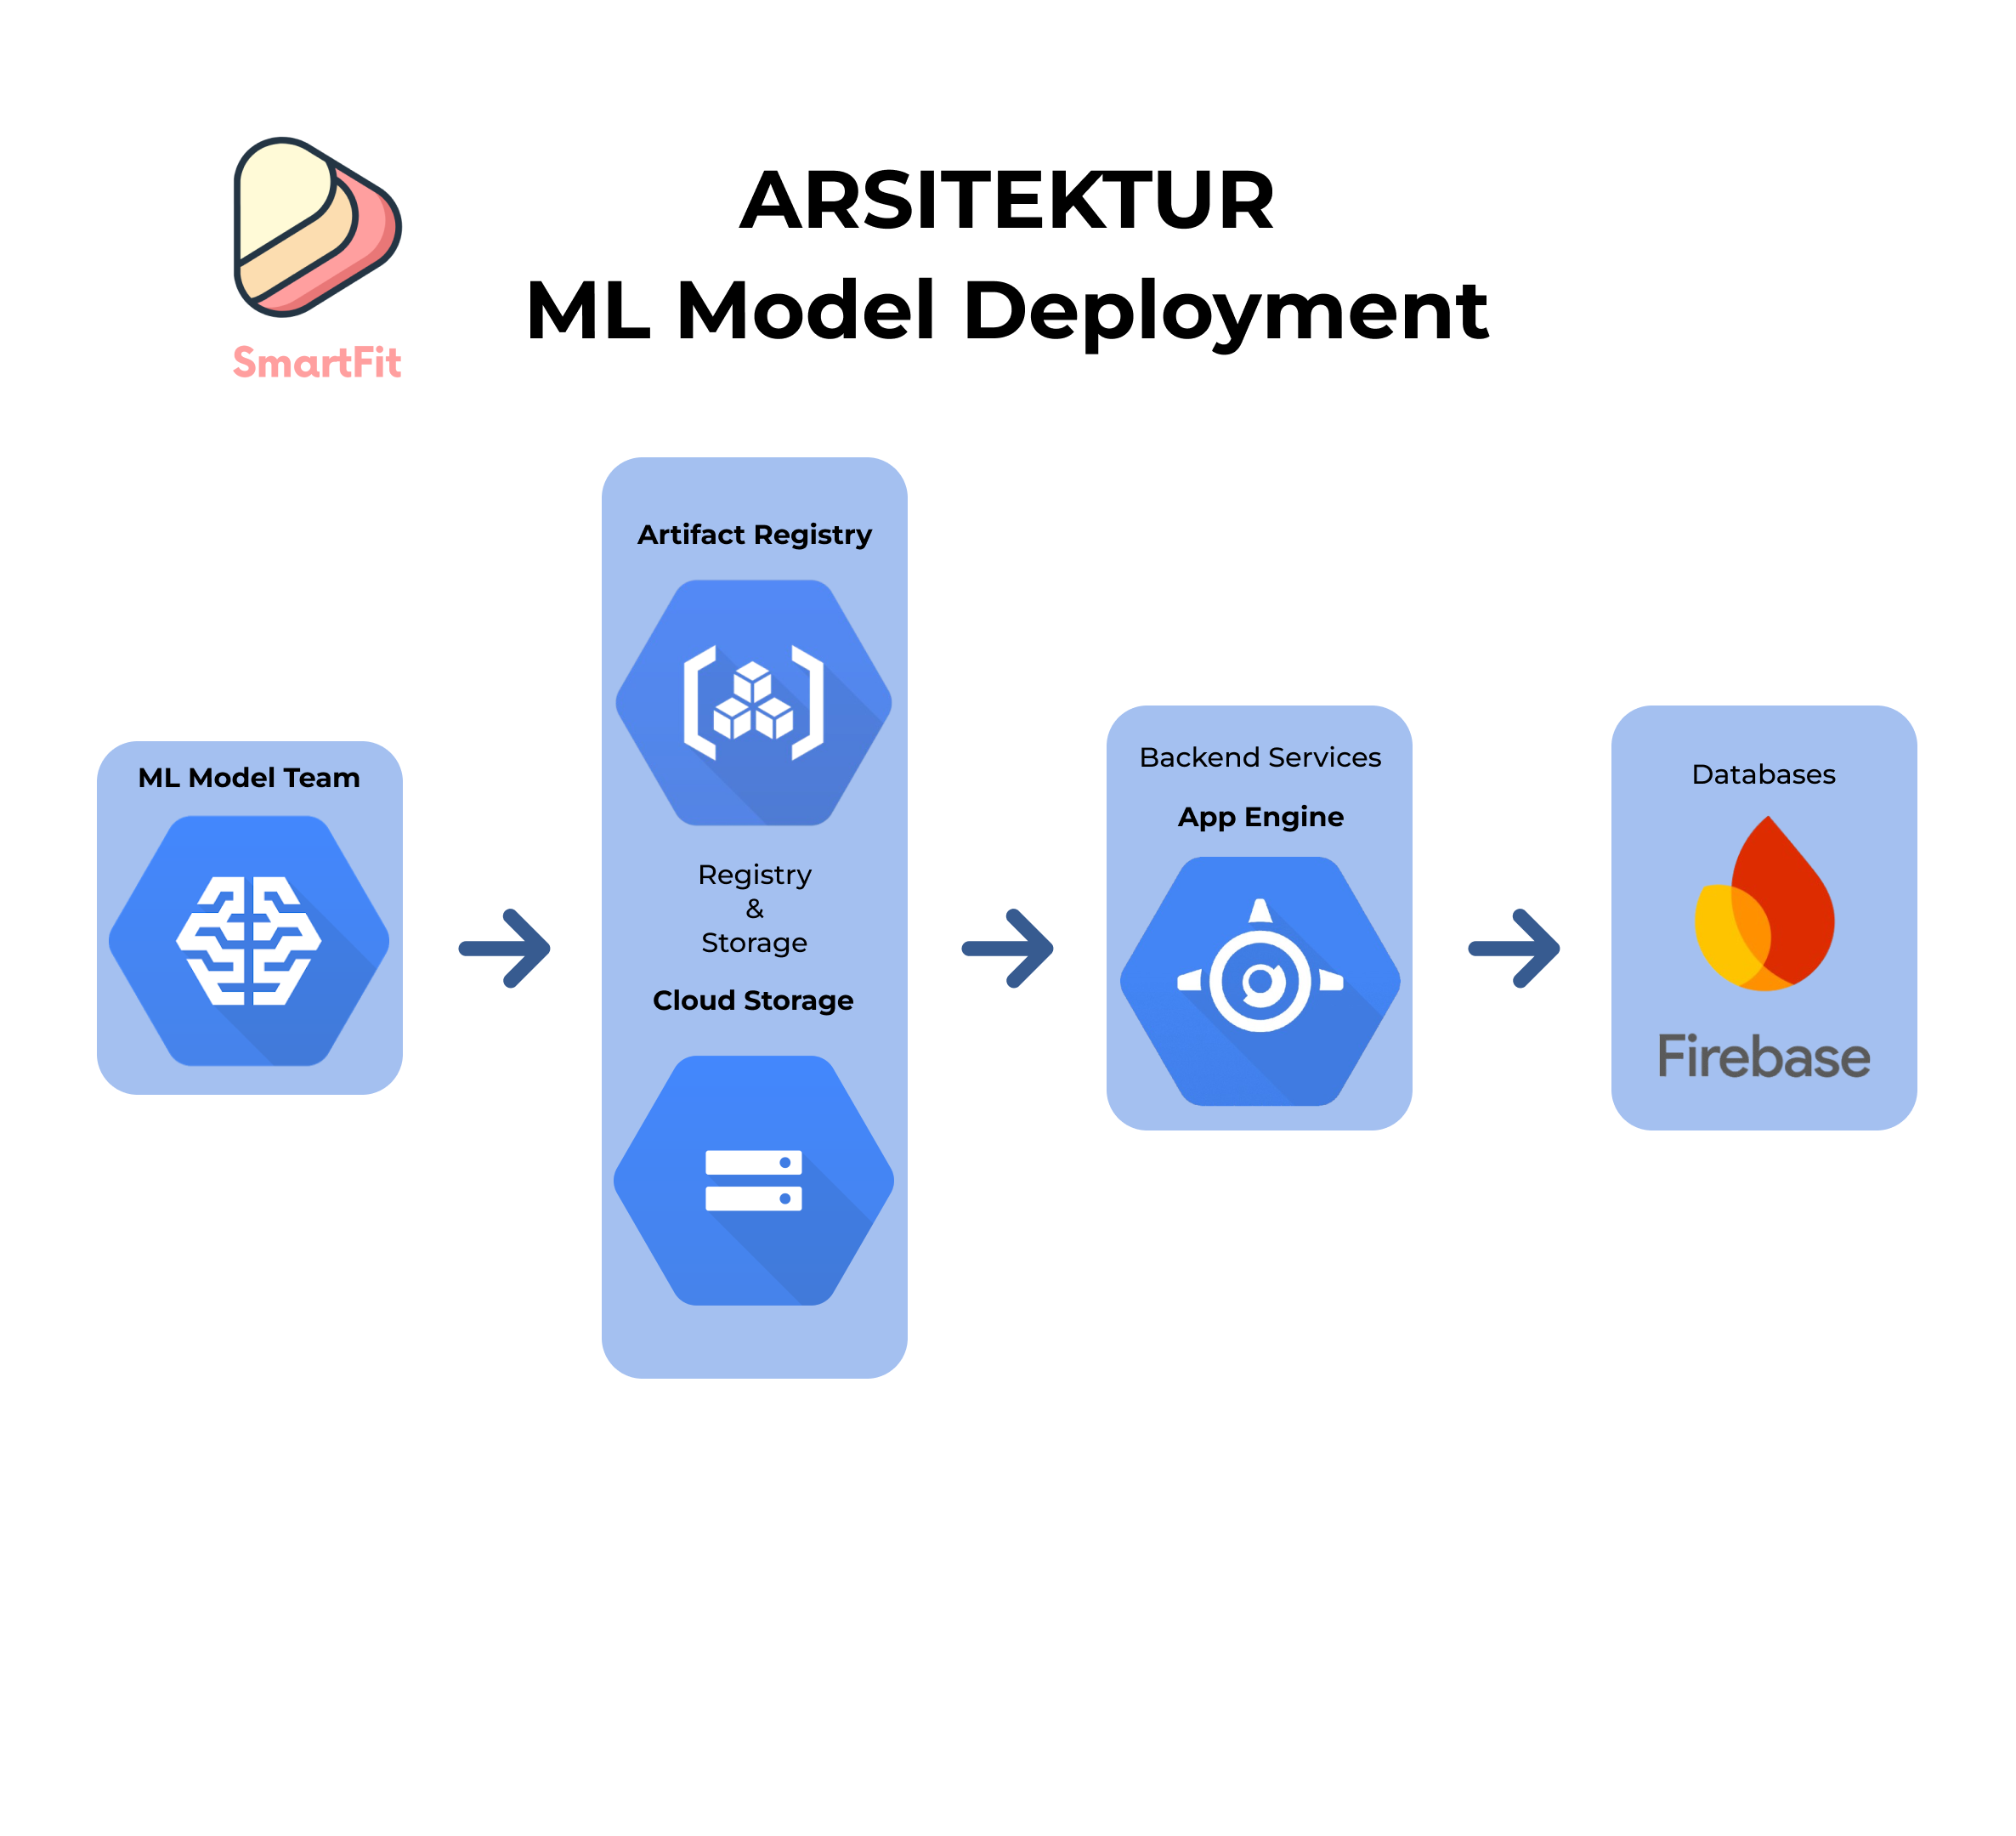 SmartFit
ARSITEKTUR
ML Model Deployment
ML Model Team
Artifact Registry
Registry
&
Storage
Cloud Storage
Backend Services
App Engine
Databases
Firebase